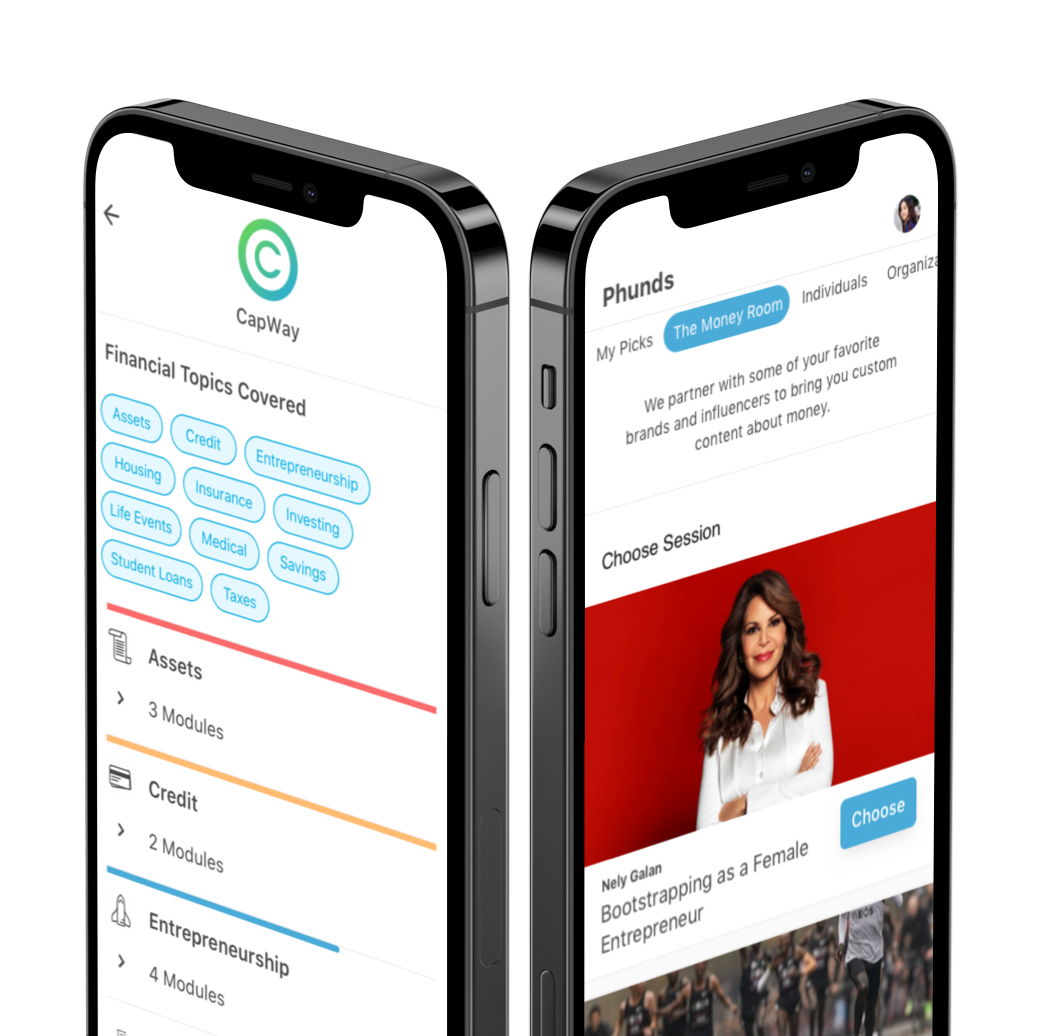 CapWay
Financial Topics Covered
Assets
Credit
Entrepreneurship
Housing
Insurance
Investing
Life Events
Medical
Savings
Student Loans
Taxes
Assets
3 Modules
Credit
2 Modules
Entrepreneurship
4 Modules
Phunds
My Picks
The Money Room
Individuals
Organiza
We partner with some of your favorite
brands and influencers to bring you custom
content about money.
Choose Session
Choose
Nely Galan
Bootstrapping as a Female
Entrepreneur
INEOS